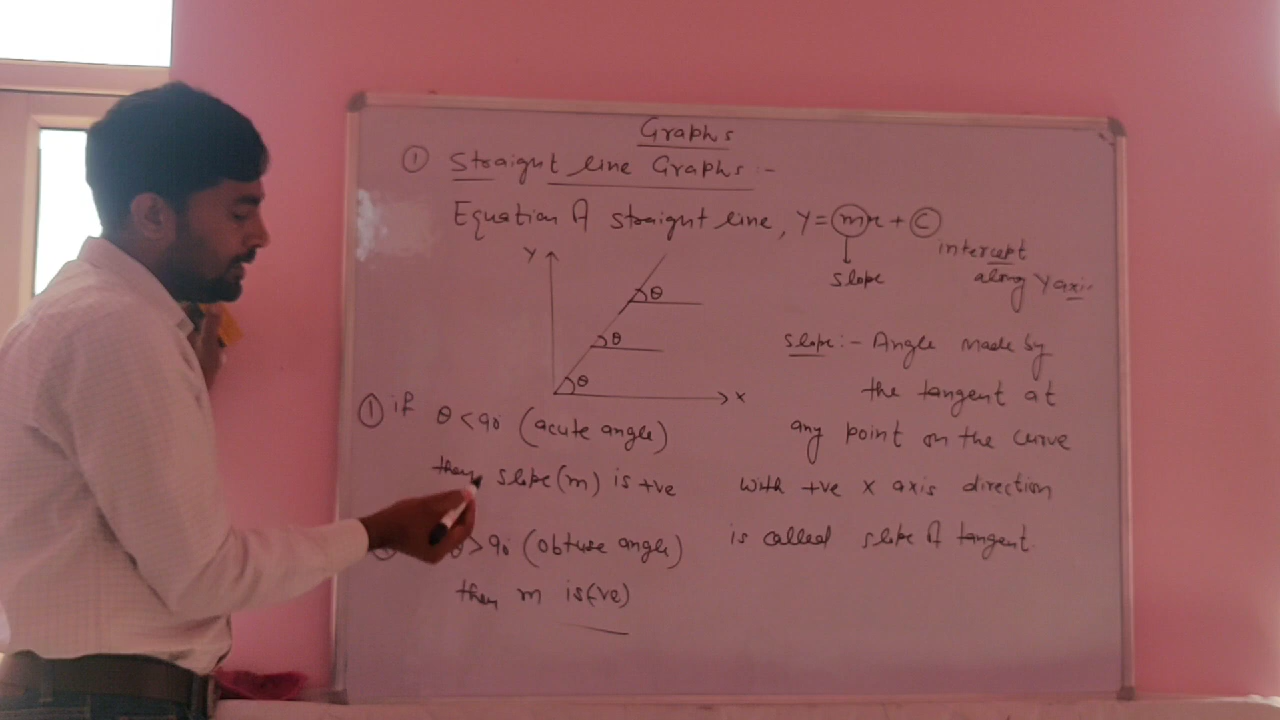 Graphs
① Straight line Graphs :-
Equation of straight line, y = mx + c
slope
intercept
along y axis
Y
θ
θ
θ
X
slope :- Angle made by
the tangent at
any point on the curve
with +ve x axis direction
is called slope of tangent.
① if θ < 90 (acute angle)
then slope (m) is +ve
θ > 90 (obtuse angle)
then m is (-ve)